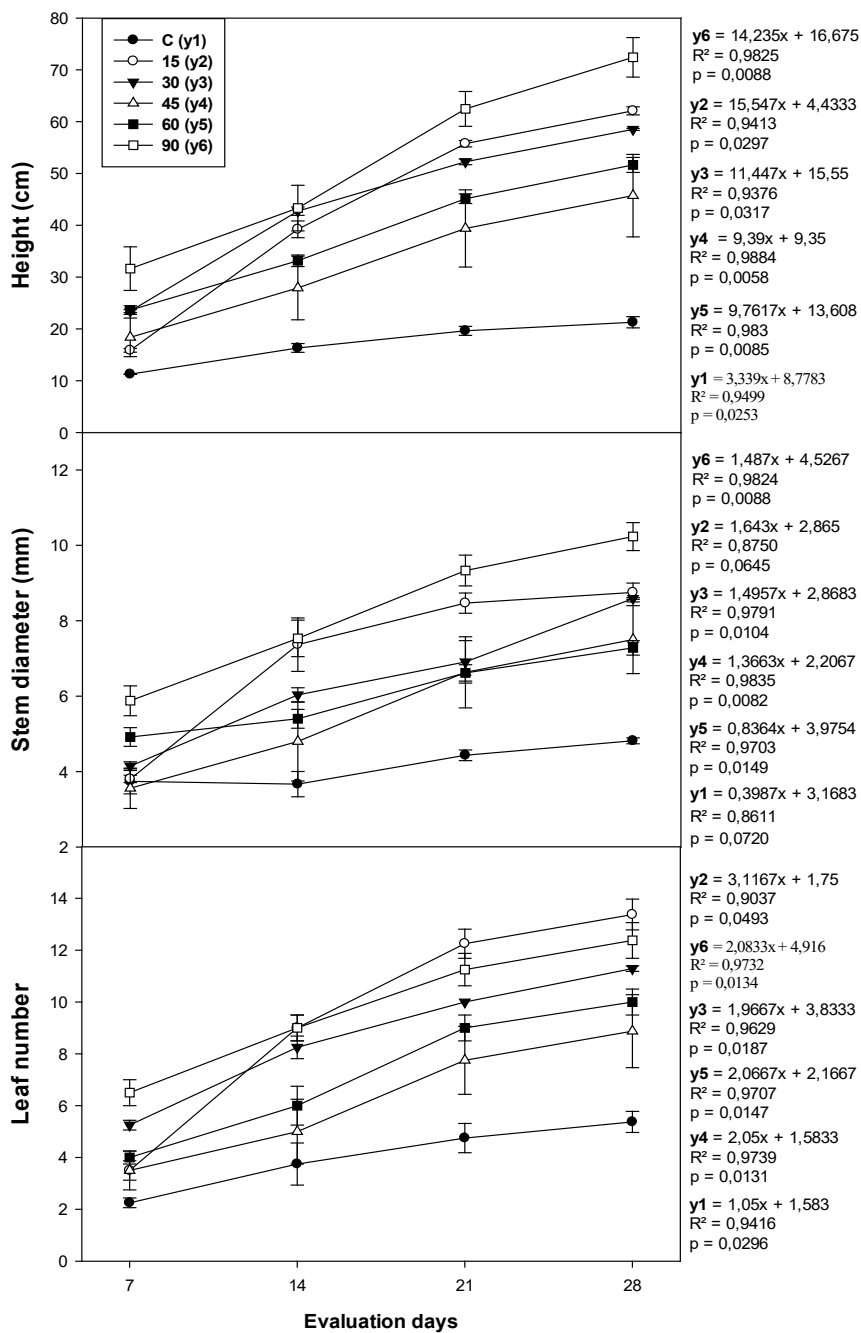 80
70
60
50
40
30
20
10
0
Height (cm)
C (y1)
15 (y2)
30 (y3)
45 (y4)
60 (y5)
90 (y6)
y6 = 14,235x + 16,675
R² = 0,9825
p = 0,0088
y2 = 15,547x + 4,4333
R² = 0,9413
p = 0,0297
y3 = 11,447x + 15,55
R² = 0,9376
p = 0,0317
y4 = 9,39x + 9,35
R² = 0,9884
p = 0,0058
y5 = 9,7617x + 13,608
R² = 0,983
p = 0,0085
y1 = 3,339x + 8,7783
R² = 0,9499
p = 0,0253
12
10
8
6
4
2
Stem diameter (mm)
y6 = 1,487x + 4,5267
R² = 0,9824
p = 0,0088
y2 = 1,643x + 2,865
R² = 0,8750
p = 0,0645
y3 = 1,4957x + 2,8683
R² = 0,9791
p = 0,0104
y4 = 1,3663x + 2,2067
R² = 0,9835
p = 0,0082
y5 = 0,8364x + 3,9754
R² = 0,9703
p = 0,0149
y1 = 0,3987x + 3,1683
R² = 0,8611
p = 0,0720
14
12
10
8
6
4
2
0
Leaf number
y2 = 3,1167x + 1,75
R² = 0,9037
p = 0,0493
y6 = 2,0833x + 4,916
R² = 0,9732
p = 0,0134
y3 = 1,9667x + 3,8333
R² = 0,9629
p = 0,0187
y5 = 2,0667x + 2,1667
R² = 0,9707
p = 0,0147
y4 = 2,05x + 1,5833
R² = 0,9739
p = 0,0131
y1 = 1,05x + 1,583
R² = 0,9416
p = 0,0296
7 14 21 28
Evaluation days